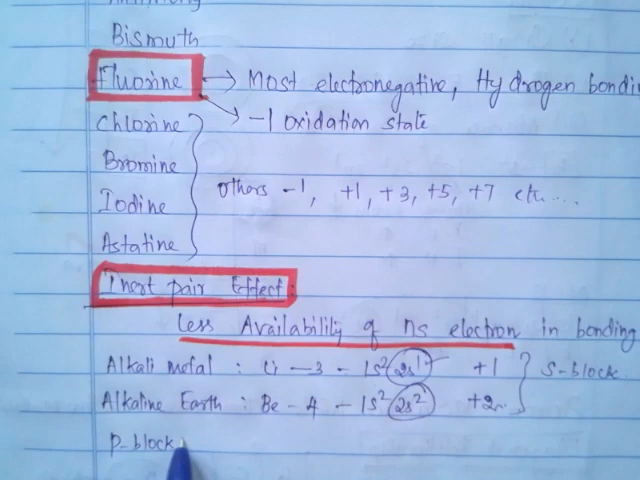 Bismuth
Fluorine → Most electronegative, Hydrogen bondi
→ -1 oxidation state
Chlorine
Bromine
Others -1, +1, +3, +5, +7 etc....
Iodine
Astatine
Inert pair Effect:
Less Availability of ns electron in bonding
Alkali metal : Li - 3 - 1s² 2s¹ +1 } S-block
Alkaline Earth : Be - 4 - 1s² 2s² +2
P-block